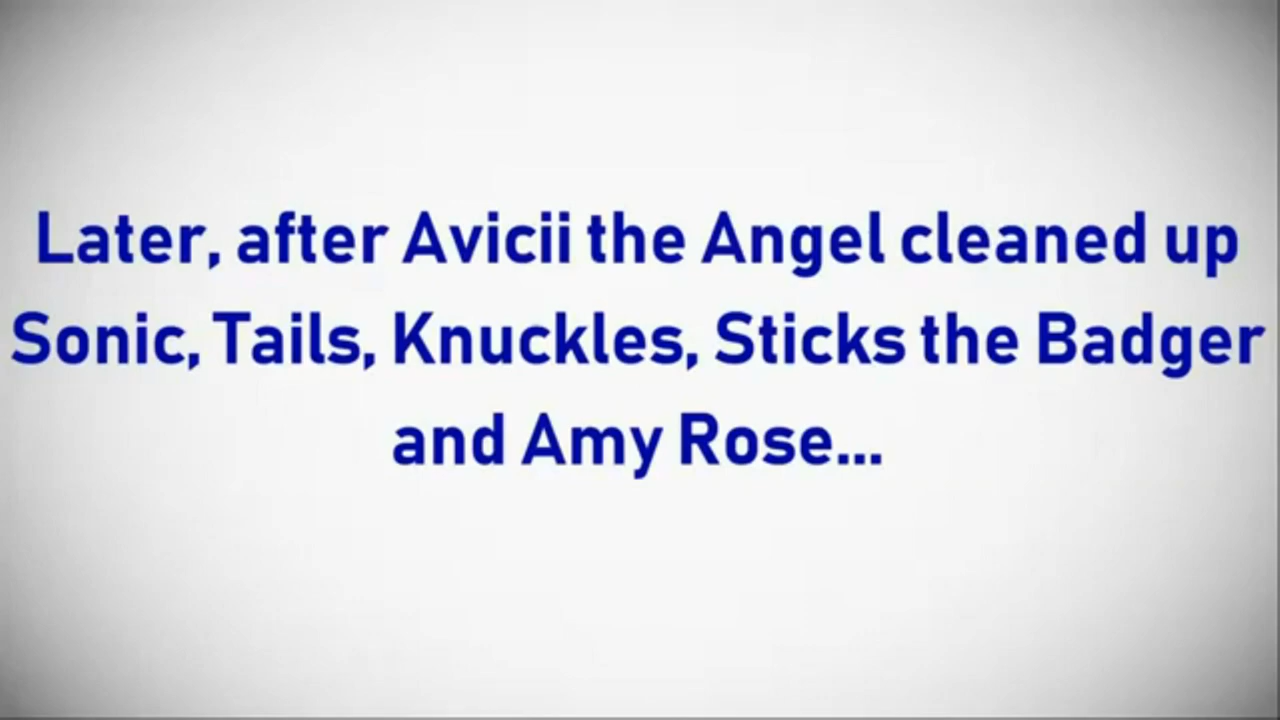 Later, after Avicii the Angel cleaned up
Sonic, Tails, Knuckles, Sticks the Badger
and Amy Rose...